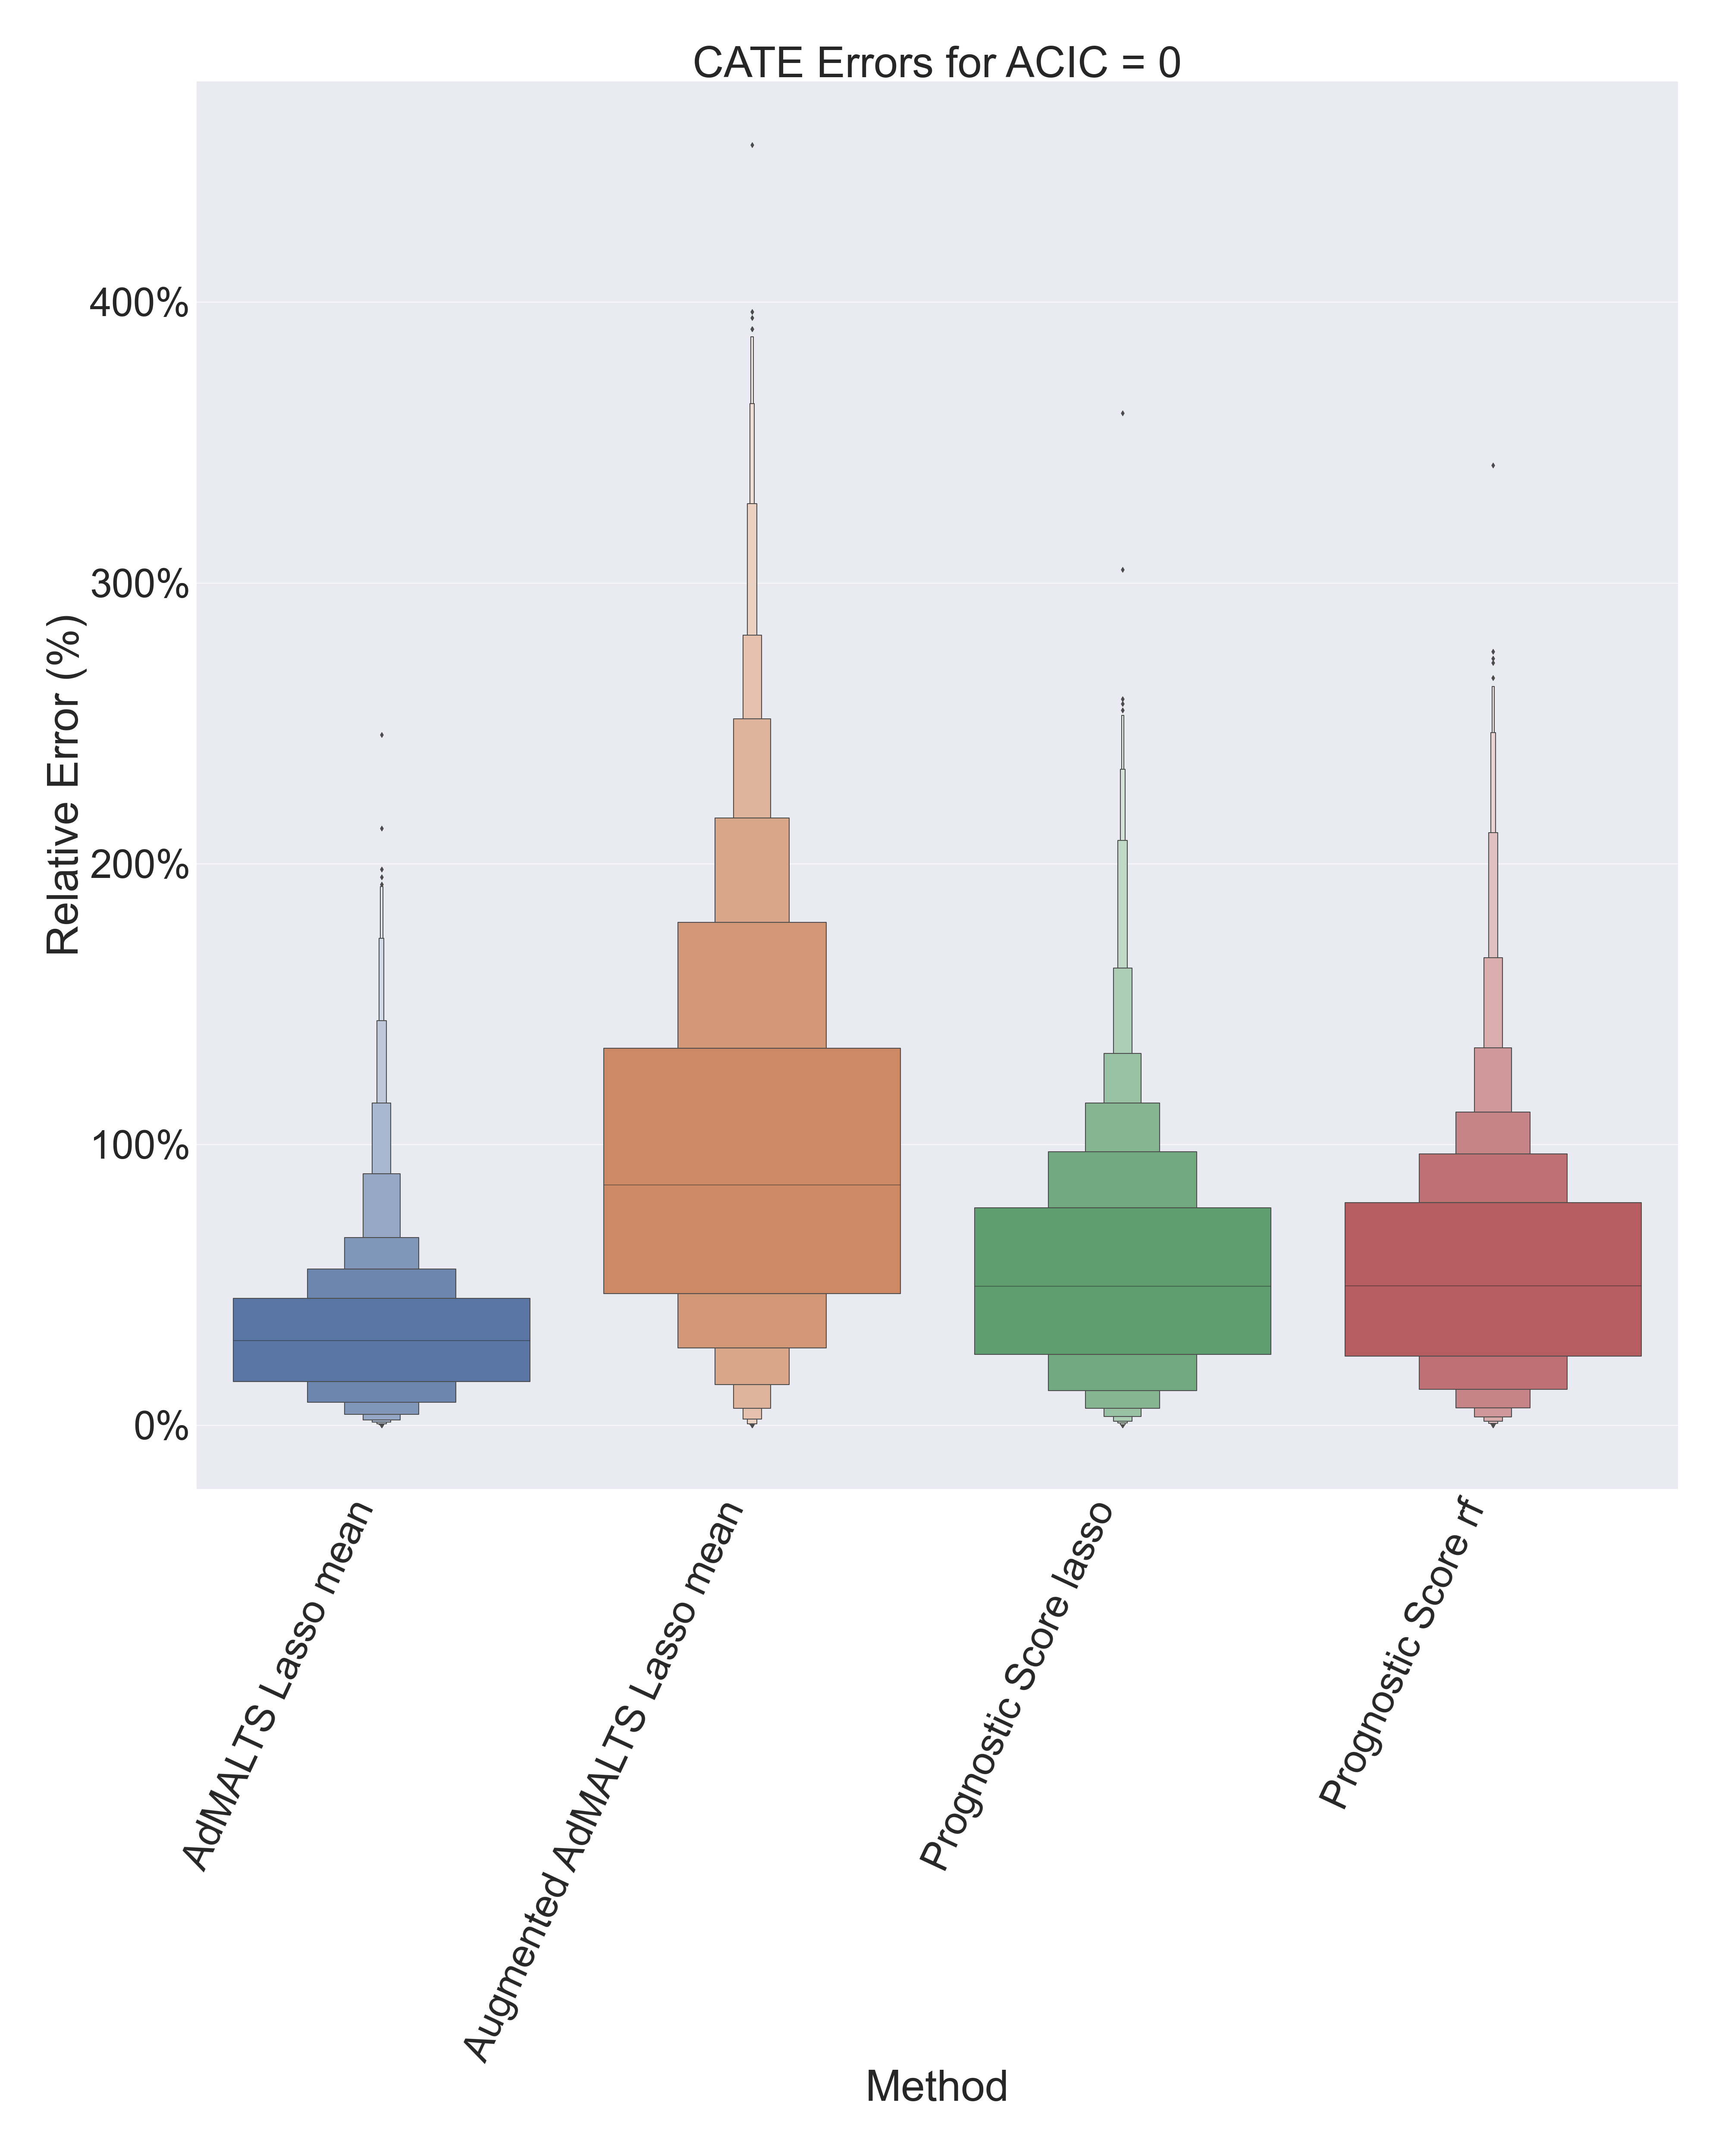 CATE Errors for ACIC = 0
Relative Error (%)
400%
300%
200%
100%
0%
AdMALTS Lasso mean
Augmented AdMALTS Lasso mean
Prognostic Score lasso
Prognostic Score rf
Method